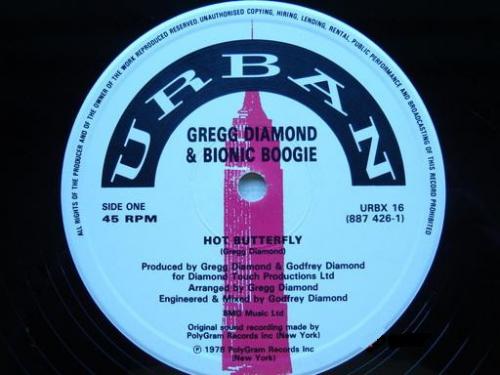 ALL RIGHTS OF THE PRODUCER AND OF THE OWNER OF THE WORK REPRODUCED RESERVED. UNAUTHORISED COPYING, HIRING, LENDING, RENTAL, PUBLIC PERFORMANCE AND BROADCASTING OF THIS RECORD PROHIBITED
URBAN
GREGG DIAMOND
& BIONIC BOOGIE
SIDE ONE
45 RPM
URBX 16
(887 426-1)
HOT BUTTERFLY
(Gregg Diamond)
Produced by Gregg Diamond & Godfrey Diamond
for Diamond Touch Productions Ltd
Arranged by Gregg Diamond
Engineered & Mixed by Godfrey Diamond
BMG Music Ltd
Original sound recording made by
PolyGram Records Inc (New York)
℗ 1978 PolyGram Records Inc
(New York)